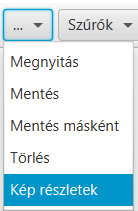 ... Szűrők
Megnyitás
Mentés
Mentés másként
Törlés
Kép részletek